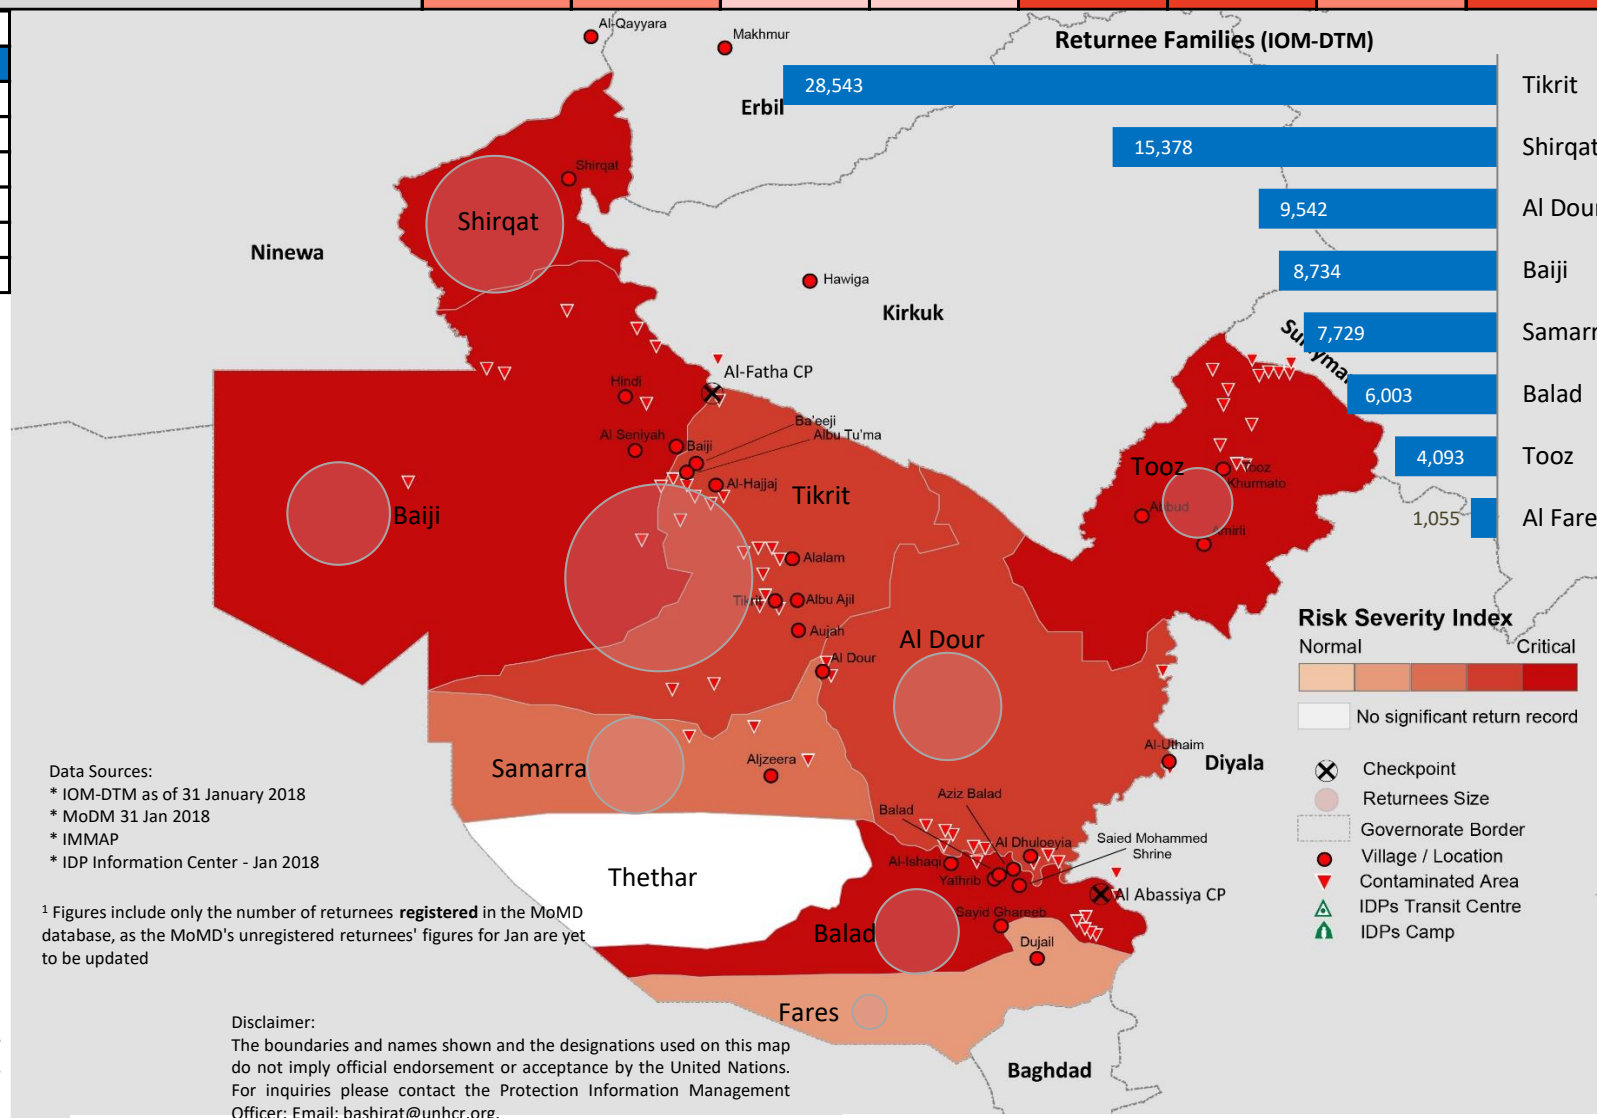 Al-Qayyara
Makhmur
Returnee Families (IOM-DTM)
28,543
Tikrit
Erbil
15,378
Shirqat
Shirqat
Shirqat
9,542
Al Dour
Ninewa
8,734
Baiji
Hawiga
Kirkuk
7,729
Samarr
Al-Fatha CP
Hindi
6,003
Balad
Ba'eeji
Albu Tu'ma
Al Seniyah
Baiji
4,093
Tooz
Tooz
Tooz
Khurmato
Al-Hajjaj
Tikrit
Baiji
Abbud
Amirli
1,055
Al Fare
Alalam
Tikrit
Albu Ajil
Aujah
Al Dour
Al Dour
Risk Severity Index
Normal
Critical
No significant return record
Al-Uthaim
Diyala
Samarra
Aljzeera
Checkpoint
Returnees Size
Governorate Border
Village / Location
Contaminated Area
IDPs Transit Centre
IDPs Camp
Data Sources:
* IOM-DTM as of 31 January 2018
* MoDM 31 Jan 2018
* IMMAP
* IDP Information Center - Jan 2018
Aziz Balad
Balad
Al Dhuloeyia
Saied Mohammed
Shrine
Al-Ishaqi
Yathrib
Thethar
Al Abassiya CP
Sayid Ghareeb
Balad
Dujail
¹ Figures include only the number of returnees registered in the MoMD
database, as the MoMD's unregistered returnees' figures for Jan are yet
to be updated
Fares
Disclaimer:
The boundaries and names shown and the designations used on this map
do not imply official endorsement or acceptance by the United Nations.
For inquiries please contact the Protection Information Management
Officer: Email: bashirat@unhcr.org.
Baghdad